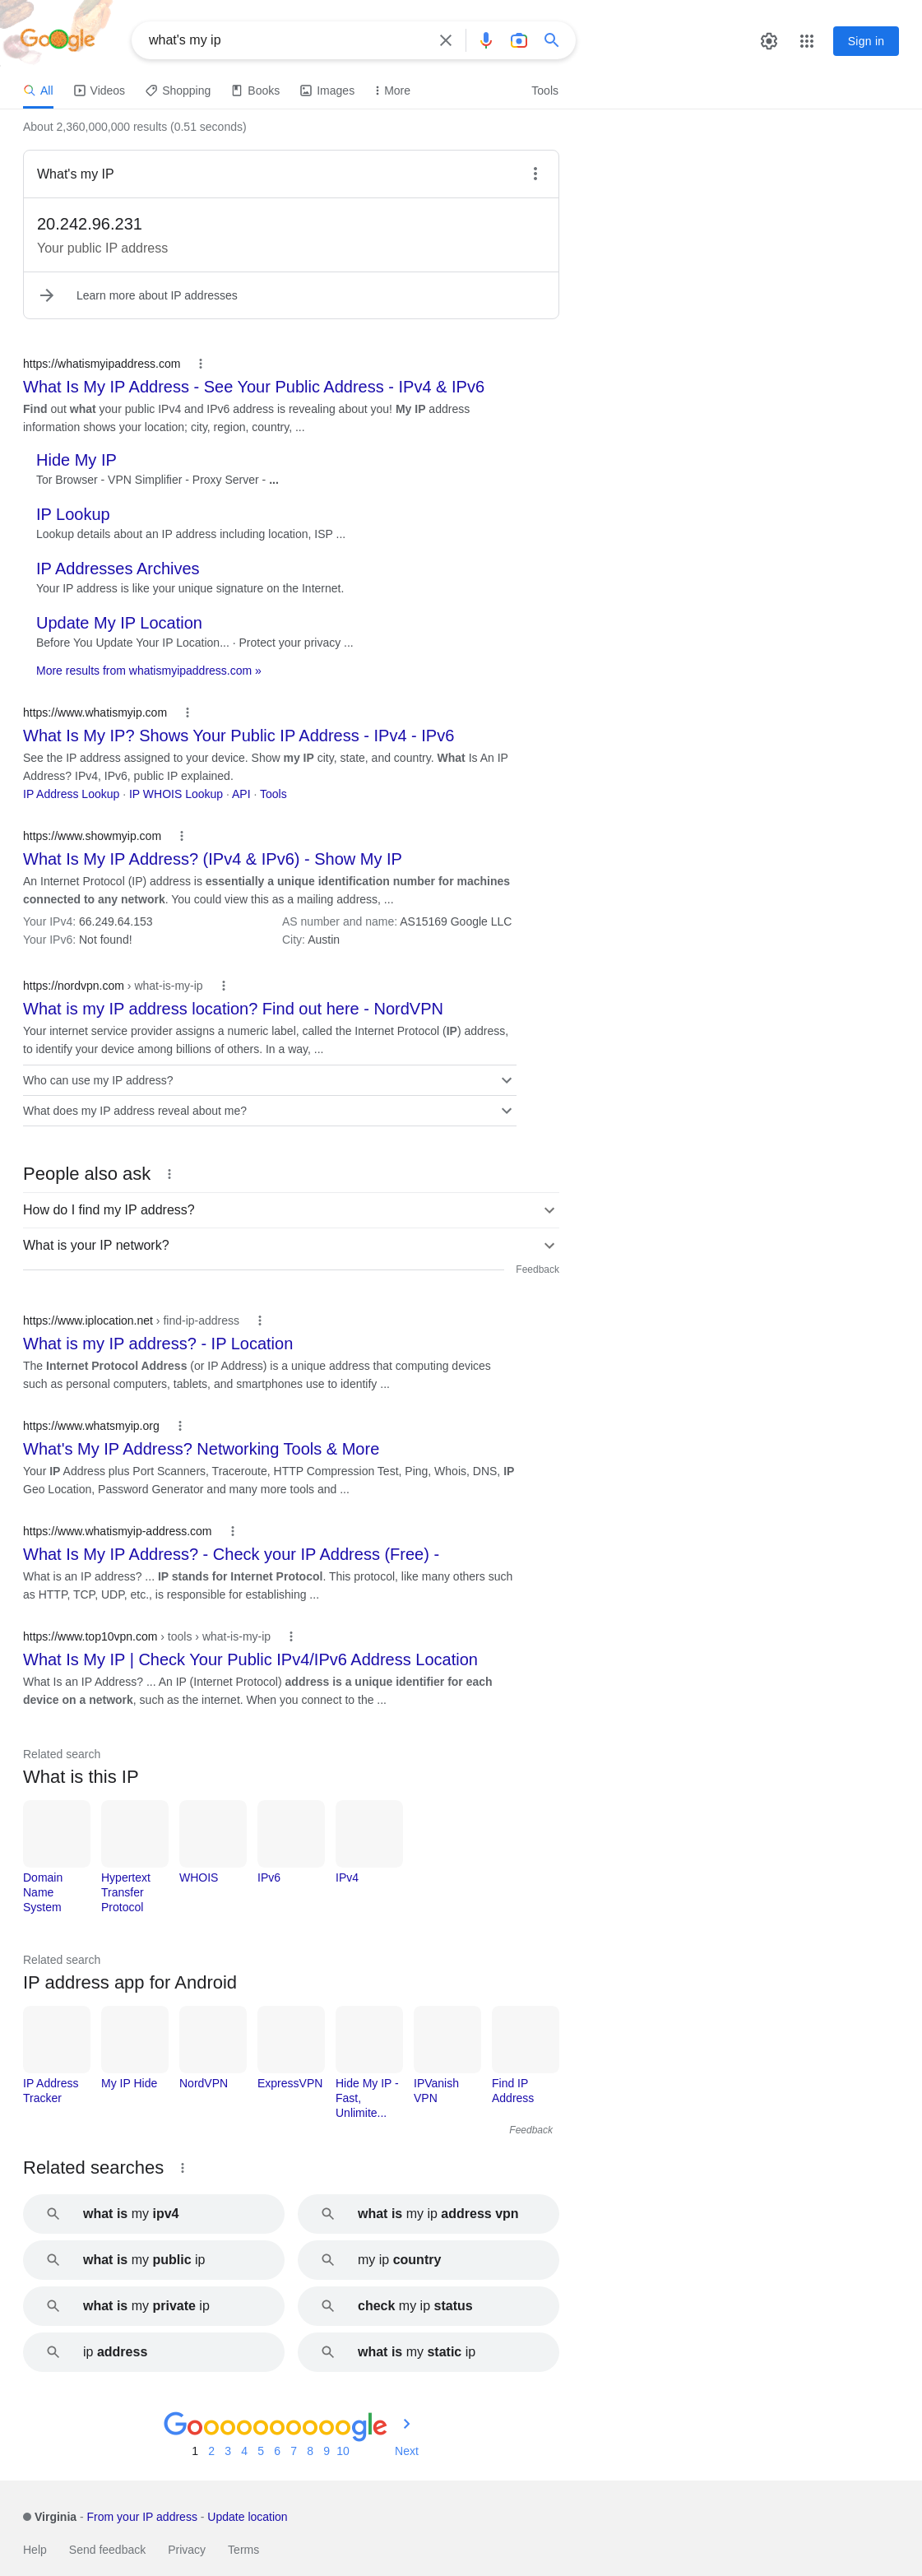 Google
what's my ip
Sign in
All
Videos
Shopping
Books
Images
More
Tools
About 2,360,000,000 results (0.51 seconds)
What's my IP
20.242.96.231
Your public IP address
Learn more about IP addresses
https://whatismyipaddress.com
What Is My IP Address - See Your Public Address - IPv4 & IPv6
Find out what your public IPv4 and IPv6 address is revealing about you! My IP address
information shows your location; city, region, country, ...
Hide My IP
Tor Browser - VPN Simplifier - Proxy Server - ...
IP Lookup
Lookup details about an IP address including location, ISP ...
IP Addresses Archives
Your IP address is like your unique signature on the Internet.
Update My IP Location
Before You Update Your IP Location... · Protect your privacy ...
More results from whatismyipaddress.com »
https://www.whatismyip.com
What Is My IP? Shows Your Public IP Address - IPv4 - IPv6
See the IP address assigned to your device. Show my IP city, state, and country. What Is An IP
Address? IPv4, IPv6, public IP explained.
IP Address Lookup · IP WHOIS Lookup · API · Tools
https://www.showmyip.com
What Is My IP Address? (IPv4 & IPv6) - Show My IP
An Internet Protocol (IP) address is essentially a unique identification number for machines
connected to any network. You could view this as a mailing address, ...
Your IPv4: 66.249.64.153
AS number and name: AS15169 Google LLC
Your IPv6: Not found!
City: Austin
https://nordvpn.com › what-is-my-ip
What is my IP address location? Find out here - NordVPN
Your internet service provider assigns a numeric label, called the Internet Protocol (IP) address,
to identify your device among billions of others. In a way, ...
Who can use my IP address?
What does my IP address reveal about me?
People also ask
How do I find my IP address?
What is your IP network?
Feedback
https://www.iplocation.net › find-ip-address
What is my IP address? - IP Location
The Internet Protocol Address (or IP Address) is a unique address that computing devices
such as personal computers, tablets, and smartphones use to identify ...
https://www.whatsmyip.org
What's My IP Address? Networking Tools & More
Your IP Address plus Port Scanners, Traceroute, HTTP Compression Test, Ping, Whois, DNS, IP
Geo Location, Password Generator and many more tools and ...
https://www.whatismyip-address.com
What Is My IP Address? - Check your IP Address (Free) -
What is an IP address? ... IP stands for Internet Protocol. This protocol, like many others such
as HTTP, TCP, UDP, etc., is responsible for establishing ...
https://www.top10vpn.com › tools › what-is-my-ip
What Is My IP | Check Your Public IPv4/IPv6 Address Location
What Is an IP Address? ... An IP (Internet Protocol) address is a unique identifier for each
device on a network, such as the internet. When you connect to the ...
Related search
What is this IP
Domain
Name
System
Hypertext
Transfer
Protocol
WHOIS
IPv6
IPv4
Related search
IP address app for Android
IP Address
Tracker
My IP Hide
NordVPN
ExpressVPN
Hide My IP -
Fast,
Unlimite...
IPVanish
VPN
Find IP
Address
Feedback
Related searches
what is my ipv4
what is my ip address vpn
what is my public ip
my ip country
what is my private ip
check my ip status
ip address
what is my static ip
Goooooooooogle
1 2 3 4 5 6 7 8 9 10
Next
Virginia - From your IP address - Update location
Help
Send feedback
Privacy
Terms